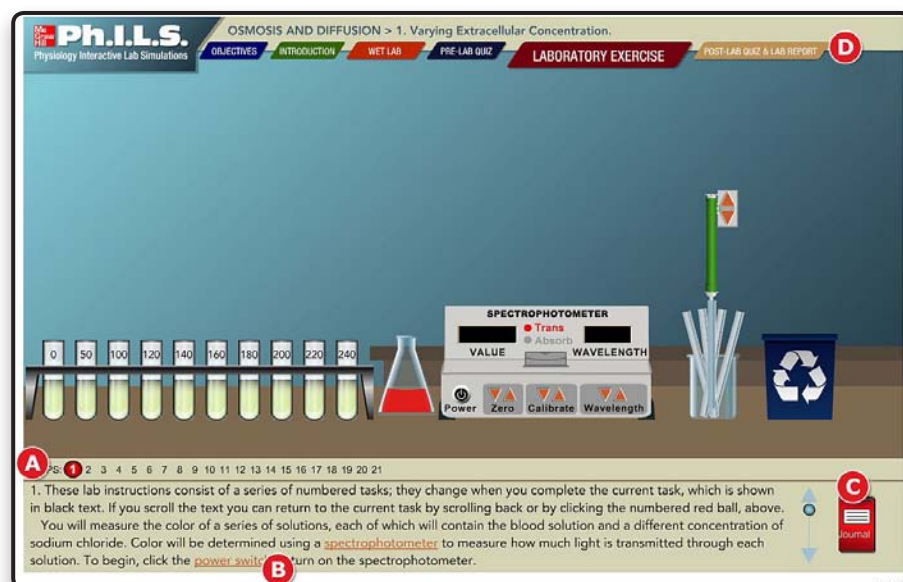 Mc
Graw
Hill
Ph.I.L.S.
Physiology Interactive Lab Simulations
OSMOSIS AND DIFFUSION > 1. Varying Extracellular Concentration.
OBJECTIVES INTRODUCTION WET LAB PRE-LAB QUIZ LABORATORY EXERCISE POST-LAB QUIZ & LAB REPORT D
SPECTROPHOTOMETER
Trans
Absorb
VALUE WAVELENGTH
0 50 100 120 140 160 180 200 220 240
Power Zero Calibrate Wavelength
A PS: 1 2 3 4 5 6 7 8 9 10 11 12 13 14 15 16 17 18 19 20 21
1. These lab instructions consist of a series of numbered tasks; they change when you complete the current task, which is shown
in black text. If you scroll the text you can return to the current task by scrolling back or by clicking the numbered red ball, above.
You will measure the color of a series of solutions, each of which will contain the blood solution and a different concentration of
sodium chloride. Color will be determined using a spectrophotometer to measure how much light is transmitted through each
solution. To begin, click the power switc B turn on the spectrophotometer.
C
Journal